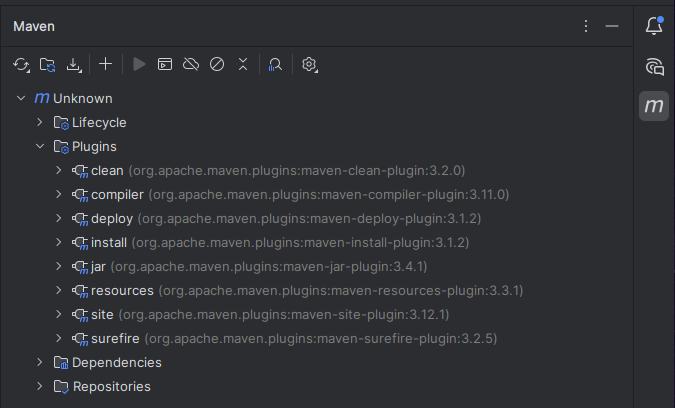 Maven
m Unknown
Lifecycle
Plugins
clean (org.apache.maven.plugins:maven-clean-plugin:3.2.0)
compiler (org.apache.maven.plugins:maven-compiler-plugin:3.11.0)
deploy (org.apache.maven.plugins:maven-deploy-plugin:3.1.2)
install (org.apache.maven.plugins:maven-install-plugin:3.1.2)
jar (org.apache.maven.plugins:maven-jar-plugin:3.4.1)
resources (org.apache.maven.plugins:maven-resources-plugin:3.3.1)
site (org.apache.maven.plugins:maven-site-plugin:3.12.1)
surefire (org.apache.maven.plugins:maven-surefire-plugin:3.2.5)
Dependencies
Repositories
m